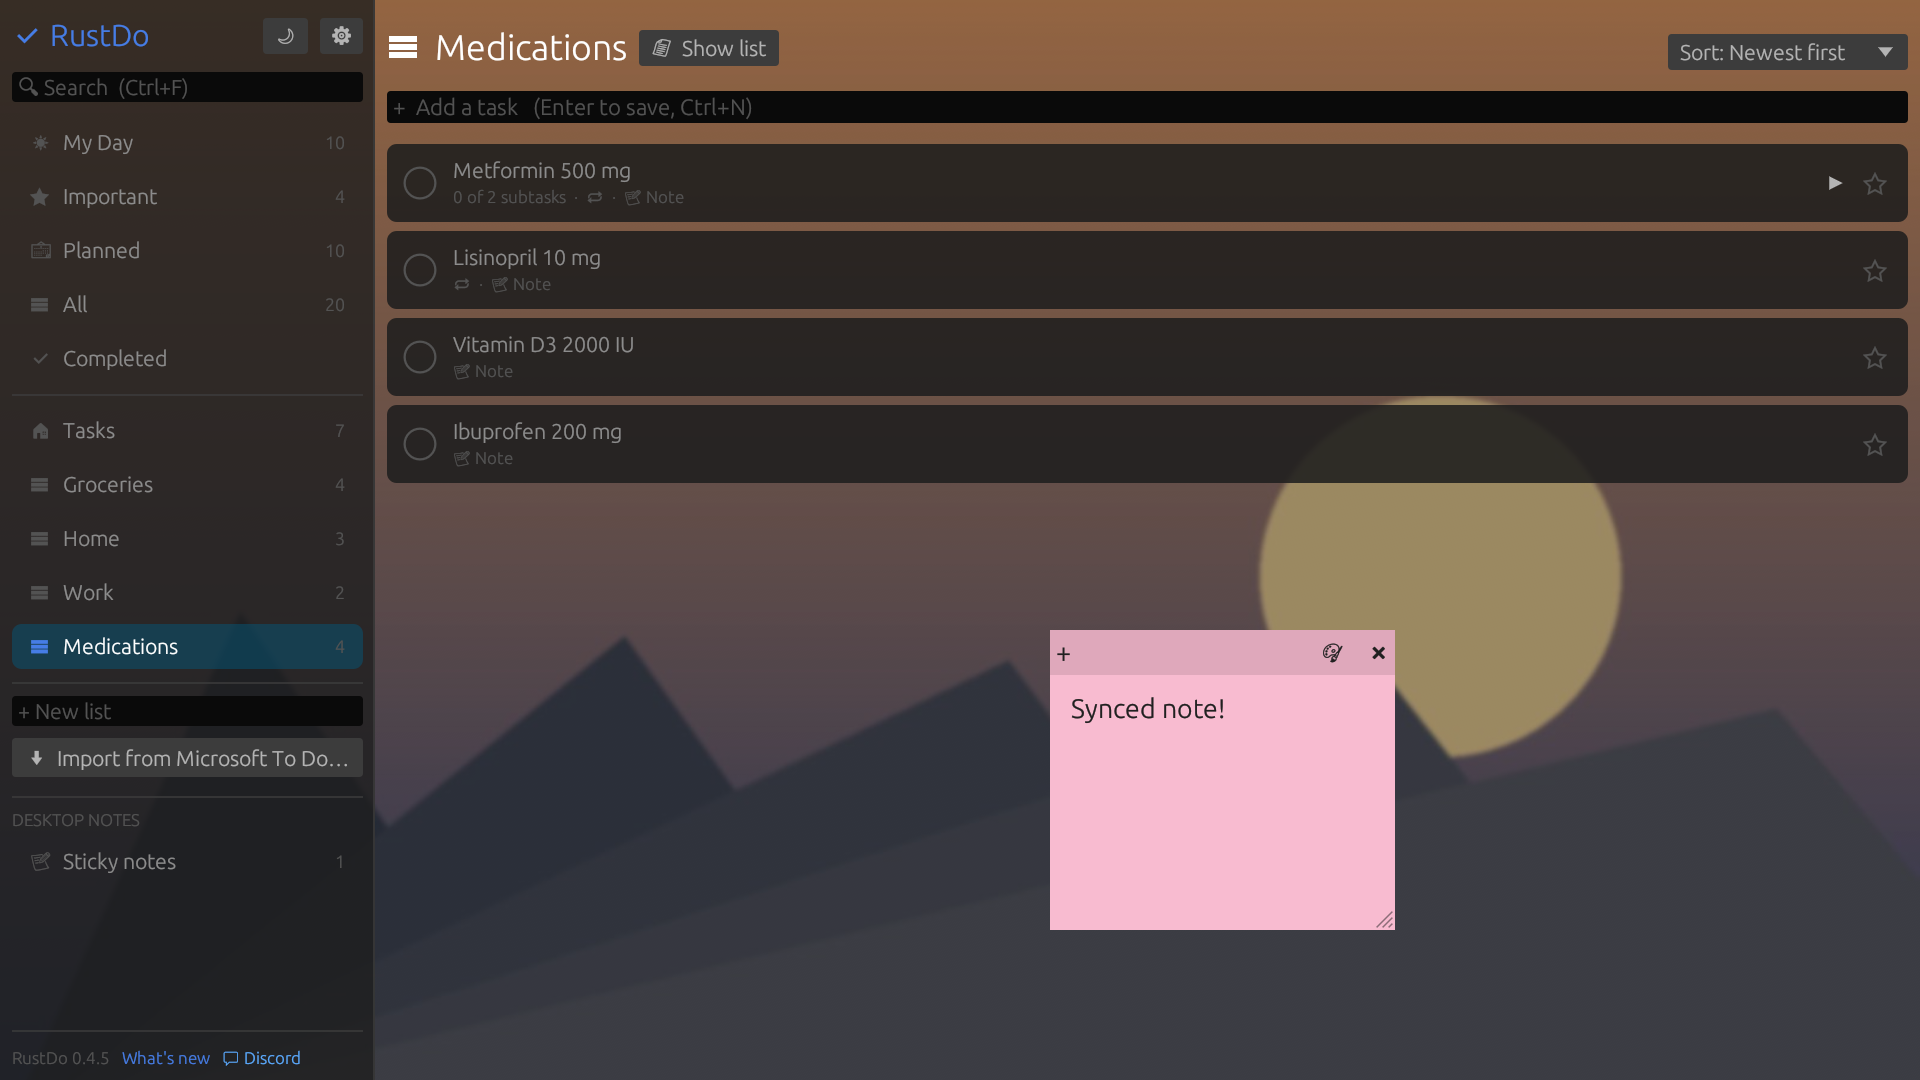 RustDo
Search (Ctrl+F)
My Day 10
Important 4
Planned 10
All 20
Completed
Tasks 7
Groceries 4
Home 3
Work 2
Medications 4
+ New list
Import from Microsoft To Do...
DESKTOP NOTES
Sticky notes 1
RustDo 0.4.5 What's new Discord
Medications Show list
Sort: Newest first
+ Add a task (Enter to save, Ctrl+N)
Metformin 500 mg
0 of 2 subtasks · · Note
Lisinopril 10 mg
· Note
Vitamin D3 2000 IU
Note
Ibuprofen 200 mg
Note
+
Synced note!